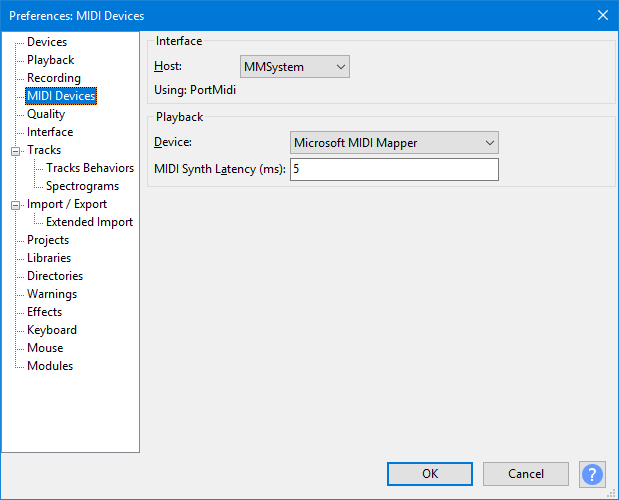 Preferences: MIDI Devices
Devices
Playback
Recording
MIDI Devices
Quality
Interface
Tracks
Tracks Behaviors
Spectrograms
Import / Export
Extended Import
Projects
Libraries
Directories
Warnings
Effects
Keyboard
Mouse
Modules
Interface
Host: MMSystem
Using: PortMidi
Playback
Device: Microsoft MIDI Mapper
MIDI Synth Latency (ms): 5
OK Cancel ?